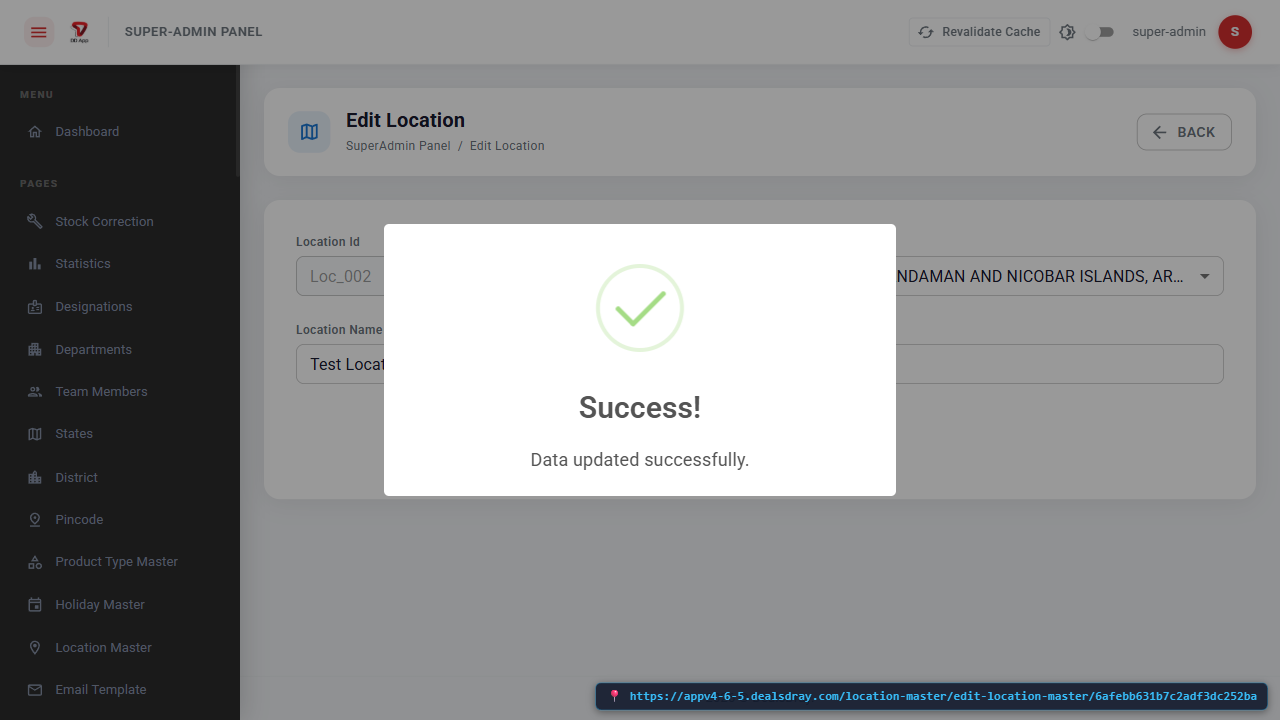 DD App
SUPER-ADMIN PANEL
Revalidate Cache
super-admin
S
MENU
Dashboard
PAGES
Stock Correction
Statistics
Designations
Departments
Team Members
States
District
Pincode
Product Type Master
Holiday Master
Location Master
Email Template
Edit Location
SuperAdmin Panel / Edit Location
BACK
Location Id
Loc_002
NDAMAN AND NICOBAR ISLANDS, AR...
Location Name
Test Locat
Success!
Data updated successfully.
https://appv4-6-5.dealsdray.com/location-master/edit-location-master/6afebb631b7c2adf3dc252ba